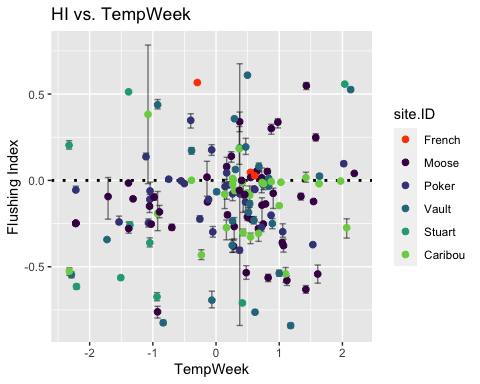 HI vs. TempWeek
Flushing Index
0.5
0.0
-0.5
-2
-1
0
1
2
TempWeek
site.ID
French
Moose
Poker
Vault
Stuart
Caribou